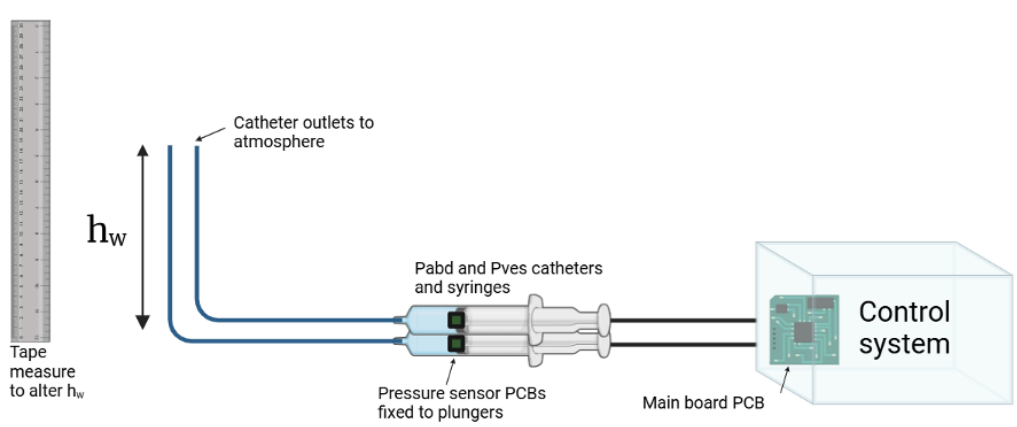 Catheter outlets to
atmosphere
hw
Pabd and Pves catheters
and syringes
Control
system
Tape
measure
to alter hw
Pressure sensor PCBs
fixed to plungers
Main board PCB